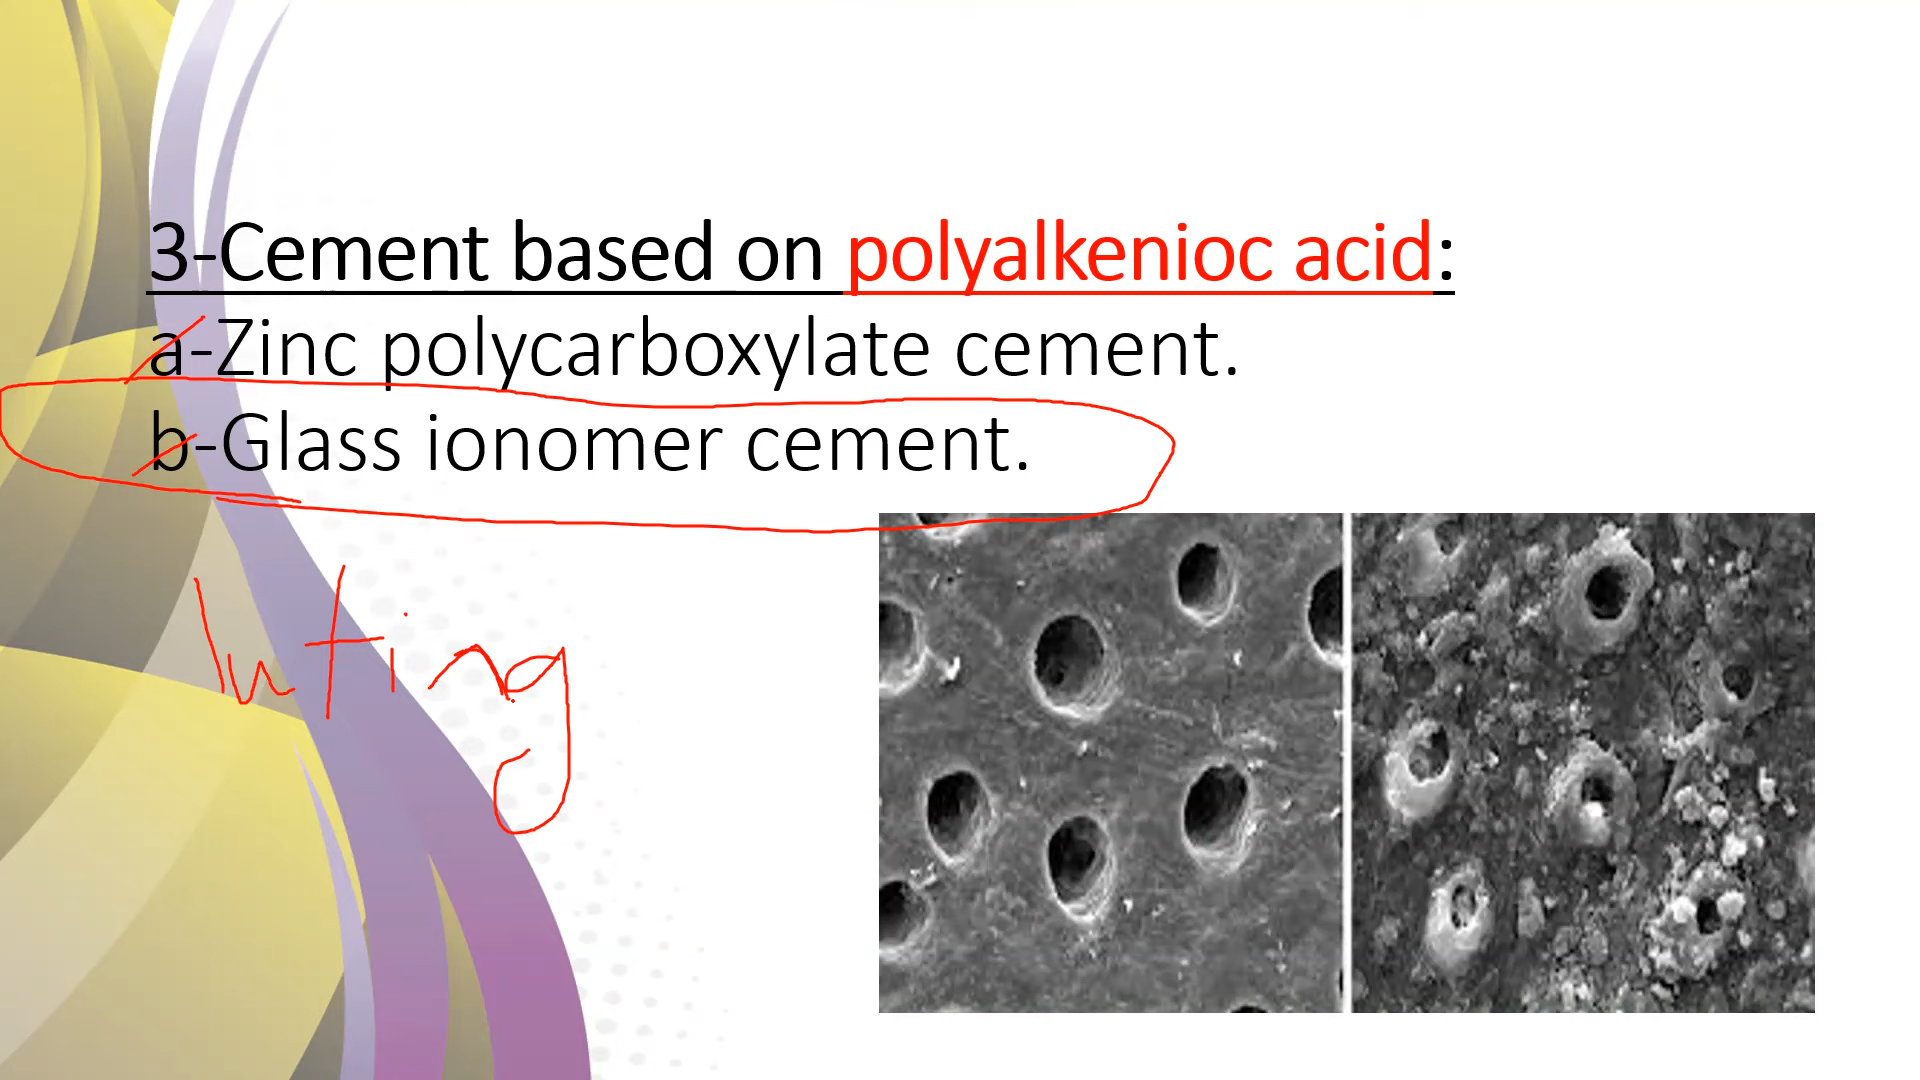 3-Cement based on polyalkenioc acid:
a-Zinc polycarboxylate cement.
b-Glass ionomer cement.
luting